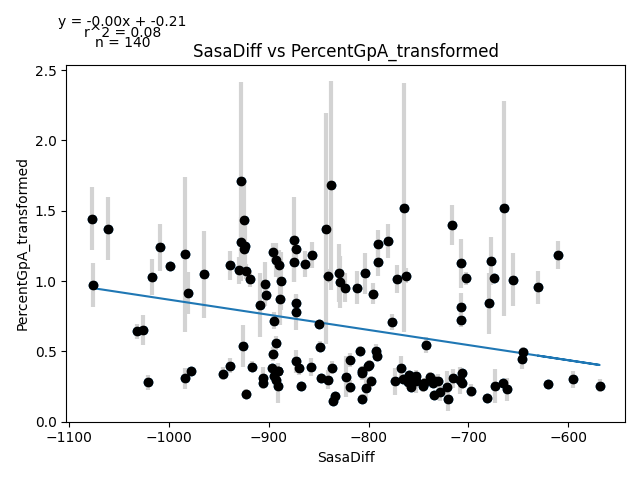 y = -0.00x + -0.21
r^2 = 0.08
n = 140
SasaDiff vs PercentGpA_transformed
PercentGpA_transformed
2.5
2.0
1.5
1.0
0.5
0.0
−1100
−1000
−900
−800
−700
−600
SasaDiff